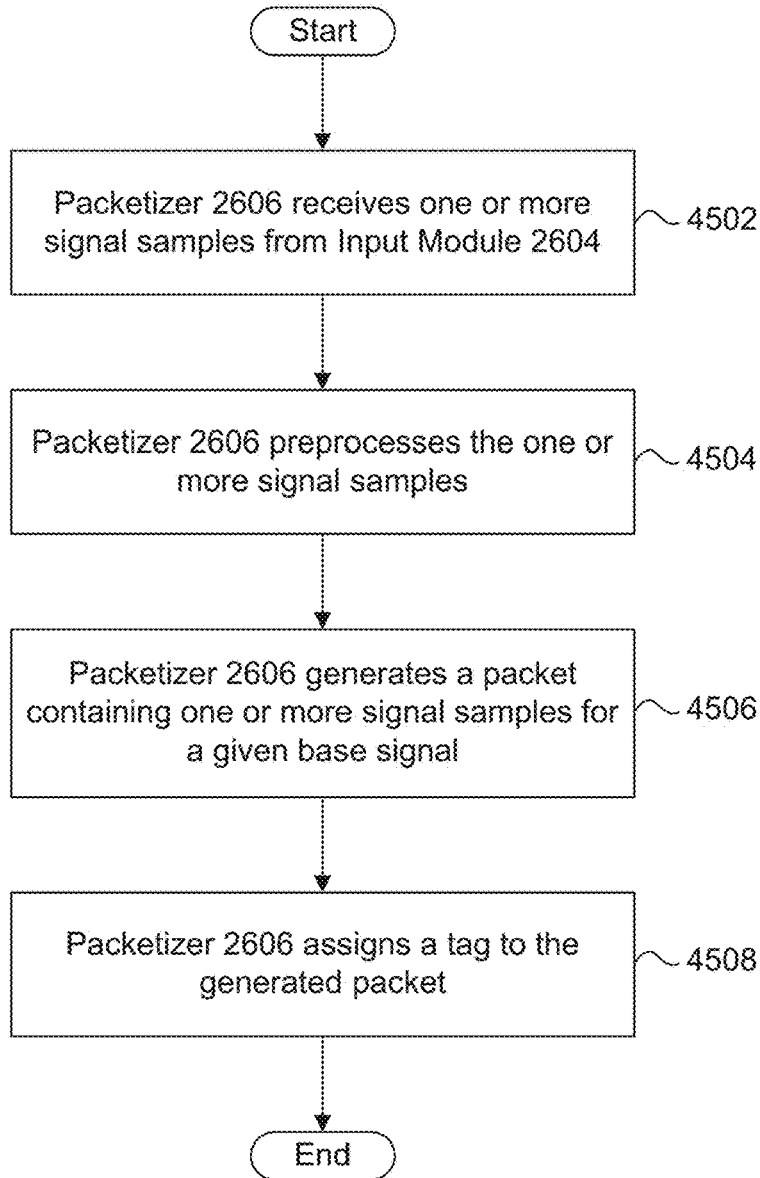 Start
Packetizer 2606 receives one or more
signal samples from Input Module 2604
4502
Packetizer 2606 preprocesses the one or
more signal samples
4504
Packetizer 2606 generates a packet
containing one or more signal samples for
a given base signal
4506
Packetizer 2606 assigns a tag to the
generated packet
4508
End